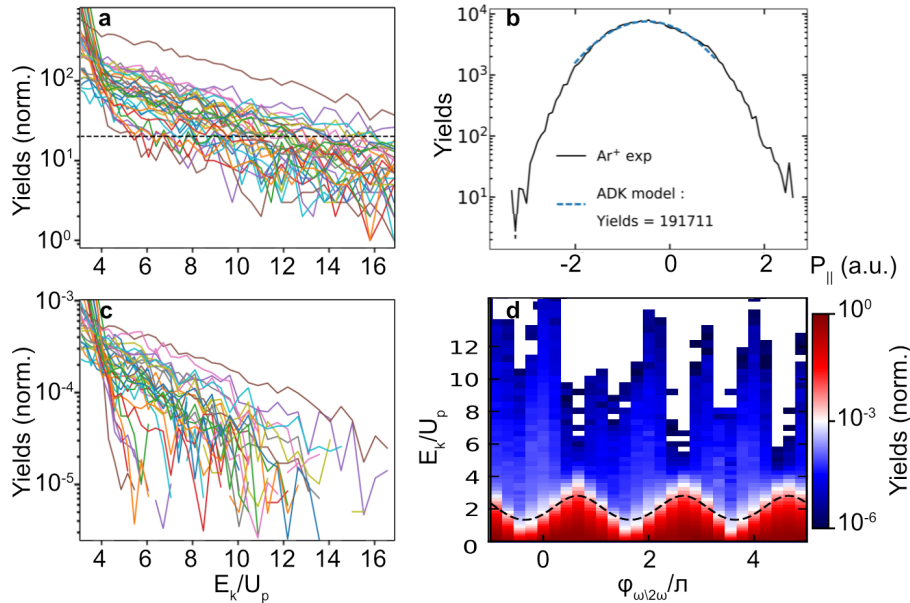 a
Yields (norm.)
10²
10¹
10⁰
4 6 8 10 12 14 16
b
Yields
10⁴
10³
10²
10¹
Ar⁺ exp
ADK model :
Yields = 191711
-2 0 2 P|| (a.u.)
c
Yields (norm.)
10⁻³
10⁻⁴
10⁻⁵
4 6 8 10 12 14 16
Eₖ/Uₚ
d
Eₖ/Uₚ
12
10
8
6
4
2
0
0 2 4
φω\2ω/л
10⁰
10⁻³
10⁻⁶
Yields (norm.)